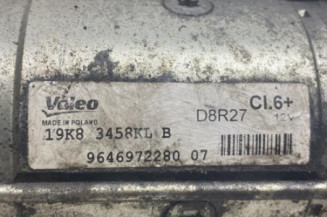 Valeo
MADE IN POLAND
D8R27 Cl.6+
12V
19K8 3458KL B
9646972280 07